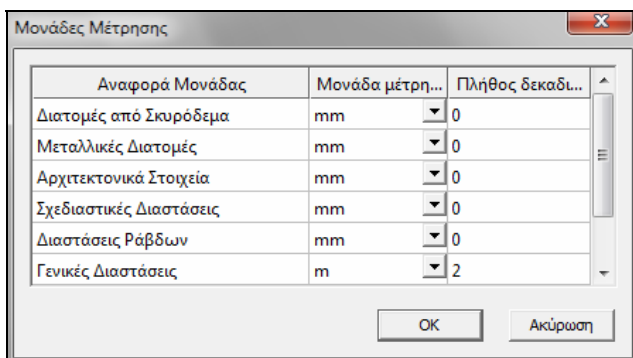 Μονάδες Μέτρησης
Αναφορά Μονάδας Μονάδα μέτρη... Πλήθος δεκαδι...
Διατομές από Σκυρόδεμα mm 0
Μεταλλικές Διατομές mm 0
Αρχιτεκτονικά Στοιχεία mm 0
Σχεδιαστικές Διαστάσεις mm 0
Διαστάσεις Ράβδων mm 0
Γενικές Διαστάσεις m 2
OK Ακύρωση